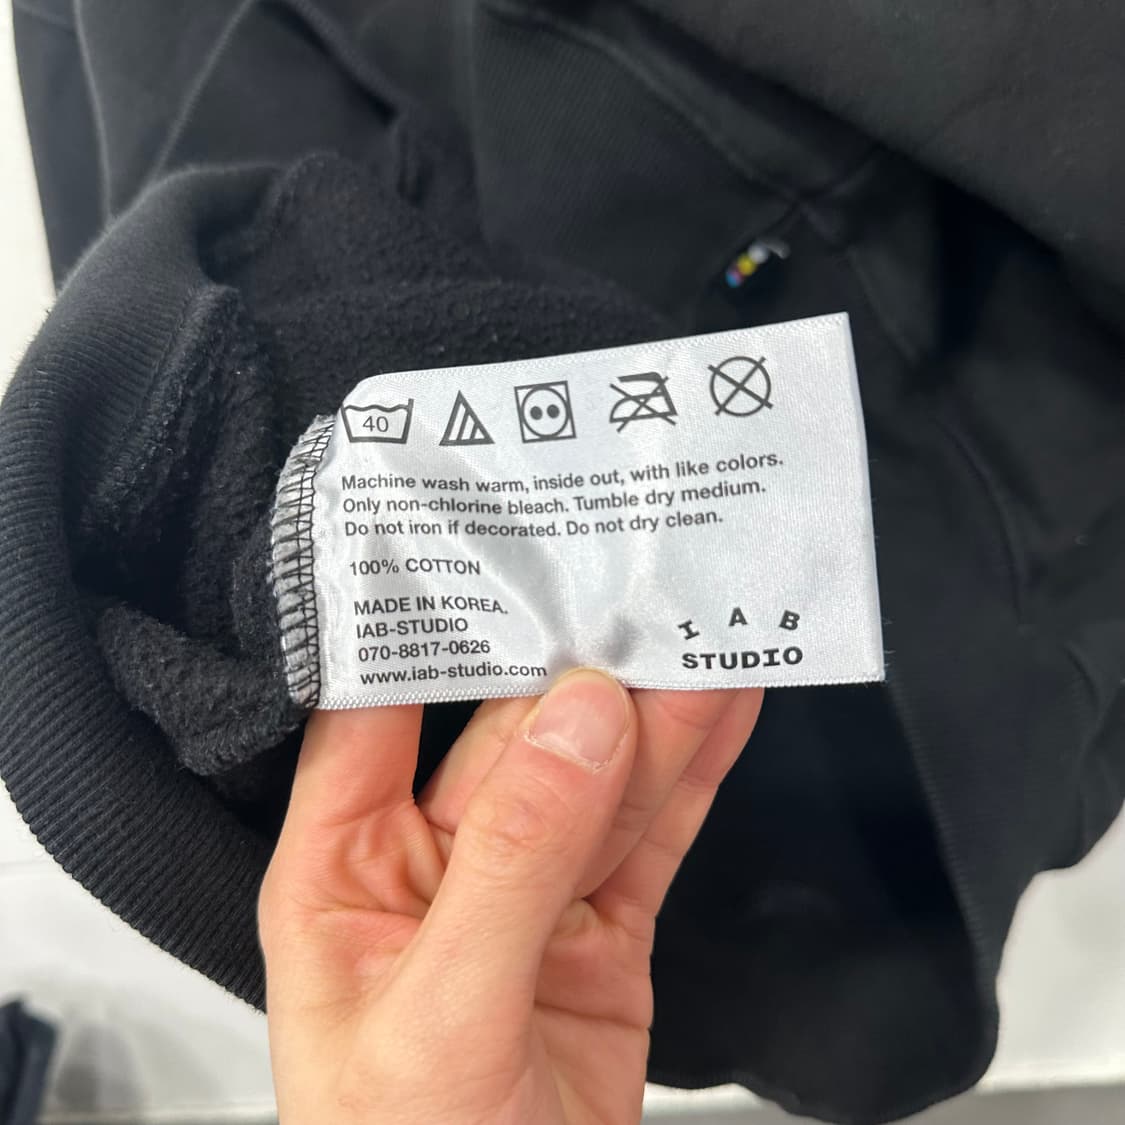 40
Machine wash warm, inside out, with like colors.
Only non-chlorine bleach. Tumble dry medium.
Do not iron if decorated. Do not dry clean.
100% COTTON
MADE IN KOREA.
IAB-STUDIO
070-8817-0626
www.iab-studio.com
I A B
STUDIO